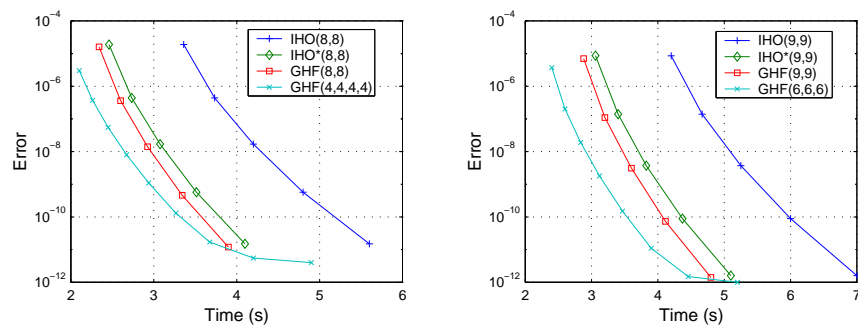 10^−4
10^−6
10^−8
10^−10
10^−12
Error
IHO(8,8)
IHO*(8,8)
GHF(8,8)
GHF(4,4,4,4)
2 3 4 5 6
Time (s)
10^−4
10^−6
10^−8
10^−10
10^−12
Error
IHO(9,9)
IHO*(9,9)
GHF(9,9)
GHF(6,6,6)
2 3 4 5 6 7
Time (s)